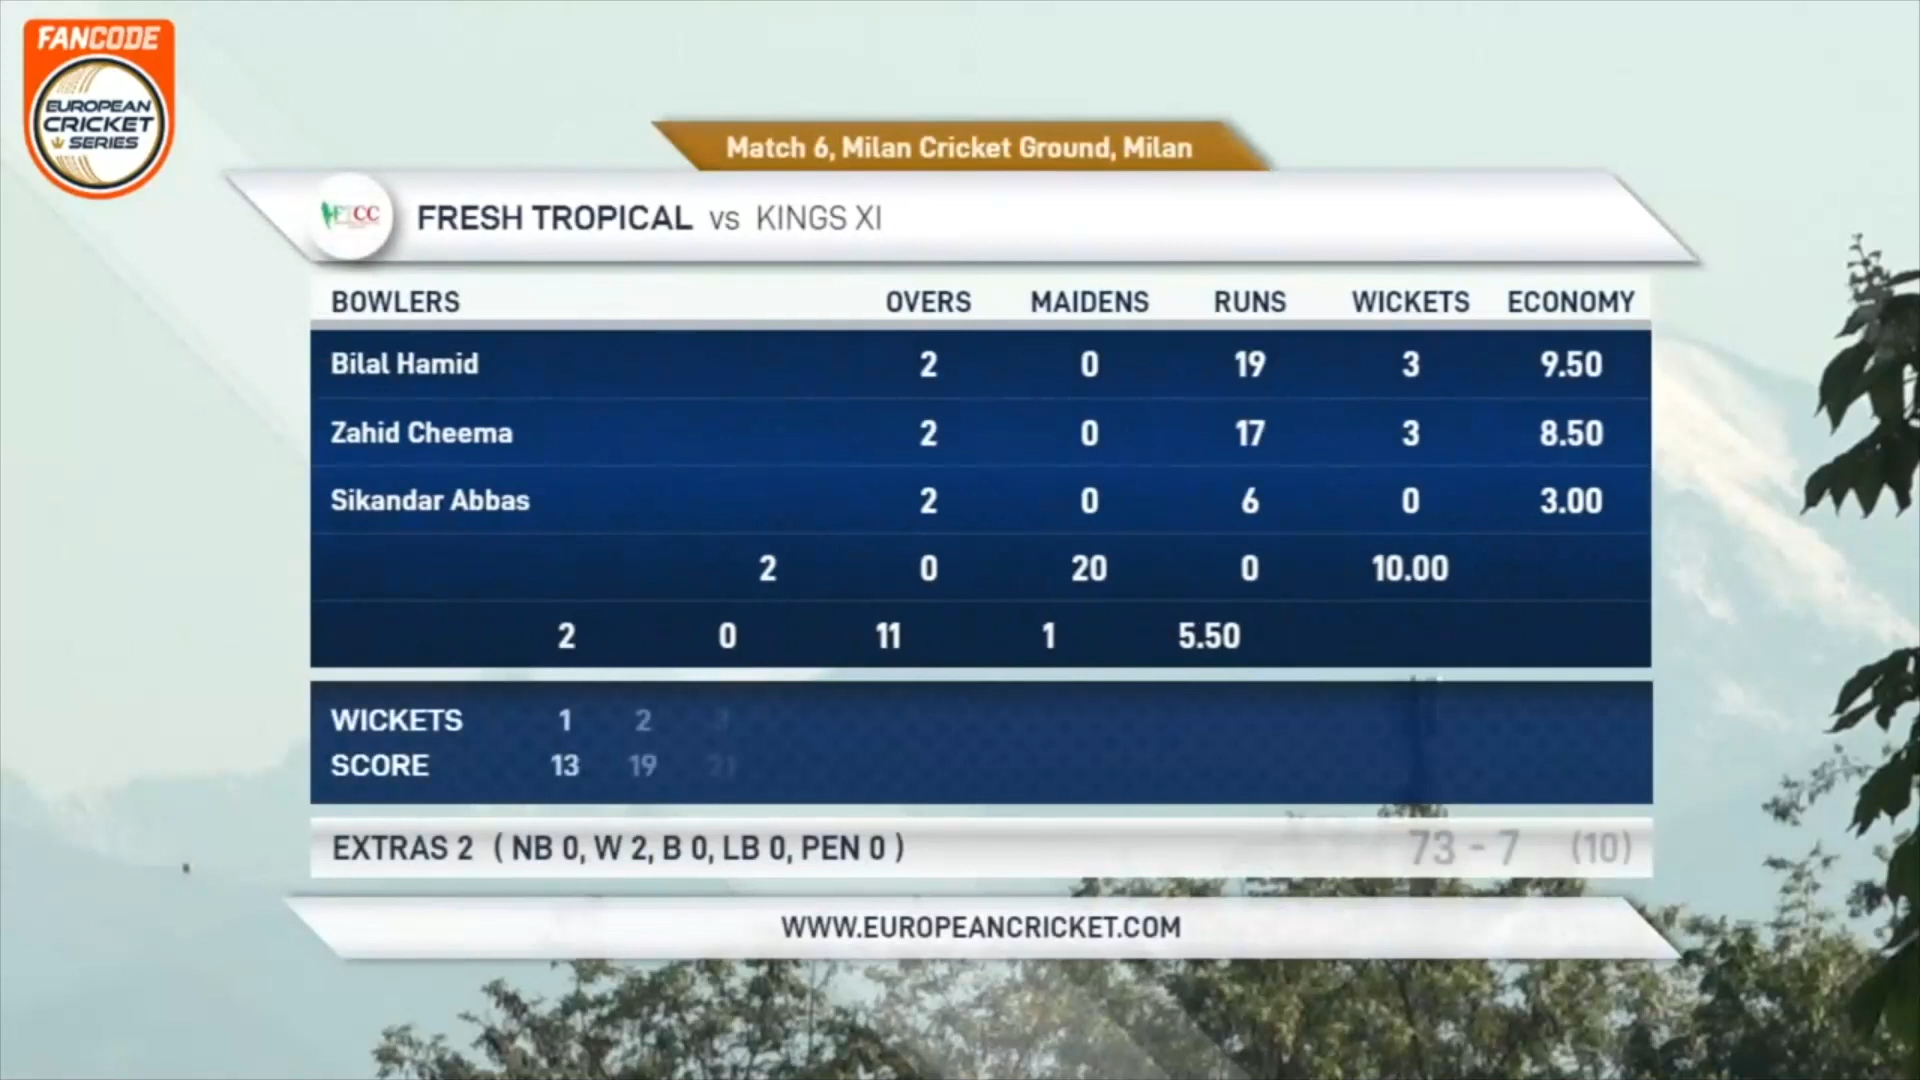 FANCODE
EUROPEAN
CRICKET
SERIES
Match 6, Milan Cricket Ground, Milan
FTCC FRESH TROPICAL vs KINGS XI
BOWLERS OVERS MAIDENS RUNS WICKETS ECONOMY
Bilal Hamid 2 0 19 3 9.50
Zahid Cheema 2 0 17 3 8.50
Sikandar Abbas 2 0 6 0 3.00
2 0 20 0 10.00
2 0 11 1 5.50
WICKETS 1 2 3
SCORE 13 19 21
EXTRAS 2 ( NB 0, W 2, B 0, LB 0, PEN 0 ) 73 - 7 (10)
WWW.EUROPEANCRICKET.COM